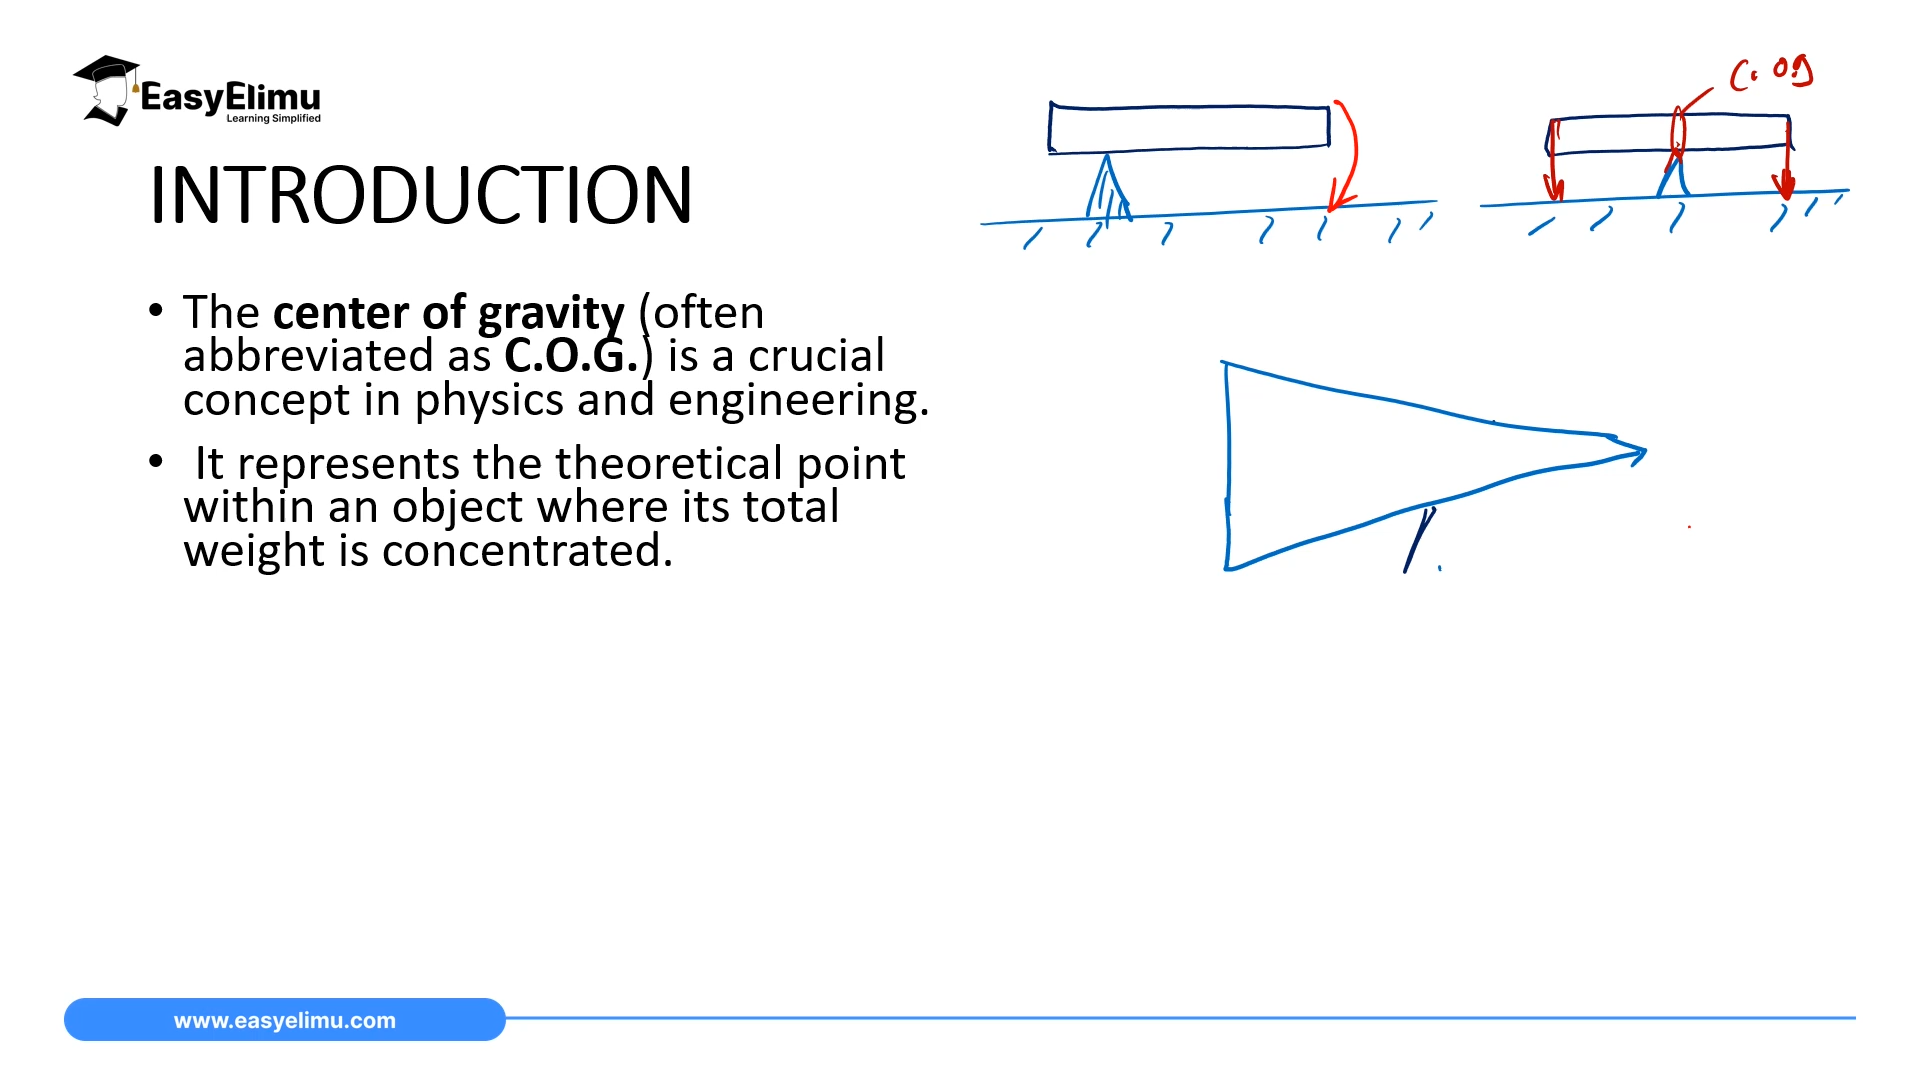 EasyElimu
Learning Simplified
C.O.G
INTRODUCTION
• The center of gravity (often
abbreviated as C.O.G.) is a crucial
concept in physics and engineering.
• It represents the theoretical point
within an object where its total
weight is concentrated.
www.easyelimu.com